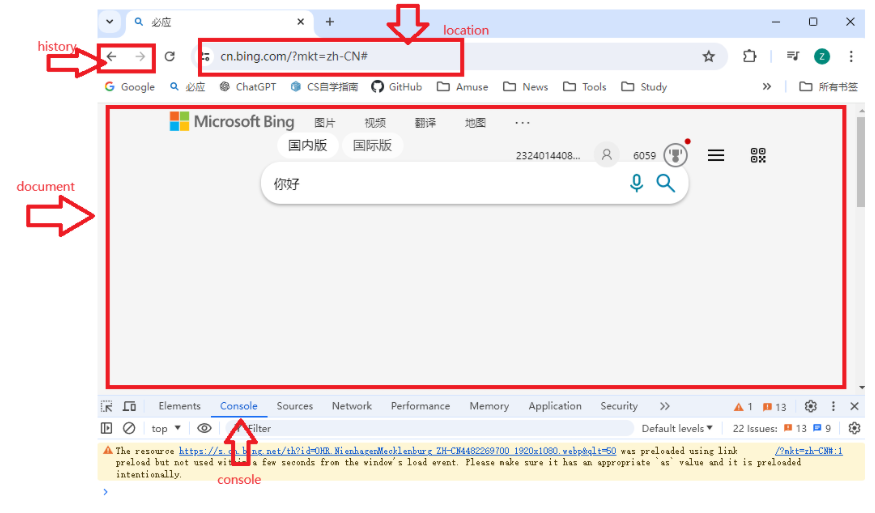 必应
location
history
cn.bing.com/?mkt=zh-CN#
Z
Google 必应 ChatGPT CS自学指南 GitHub Amuse News Tools Study » 所有书签
Microsoft Bing 图片 视频 翻译 地图 ...
国内版 国际版
2324014408... 6059
document
你好
Elements Console Sources Network Performance Memory Application Security 1 13
top Filter Default levels 22 Issues: 13 9
The resource https://s.cn.bing.net/th?id=OHR.NienhagenMecklenburg_ZH-CN4482269700_1920x1080.webp&qlt=50 was preloaded using link /?mkt=zh-CN#:1
preload but not used within a few seconds from the window's load event. Please make sure it has an appropriate `as` value and it is preloaded
intentionally.
console